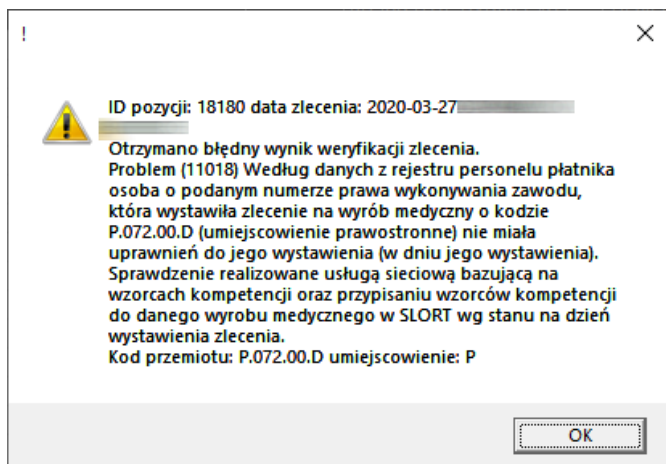 !
ID pozycji: 18180 data zlecenia: 2020-03-27
Otrzymano błędny wynik weryfikacji zlecenia.
Problem (11018) Według danych z rejestru personelu płatnika
osoba o podanym numerze prawa wykonywania zawodu,
która wystawiła zlecenie na wyrób medyczny o kodzie
P.072.00.D (umiejscowienie prawostronne) nie miała
uprawnień do jego wystawienia (w dniu jego wystawienia).
Sprawdzenie realizowane usługą sieciową bazującą na
wzorcach kompetencji oraz przypisaniu wzorców kompetencji
do danego wyrobu medycznego w SLORT wg stanu na dzień
wystawienia zlecenia.
Kod przemiotu: P.072.00.D umiejscowienie: P
OK